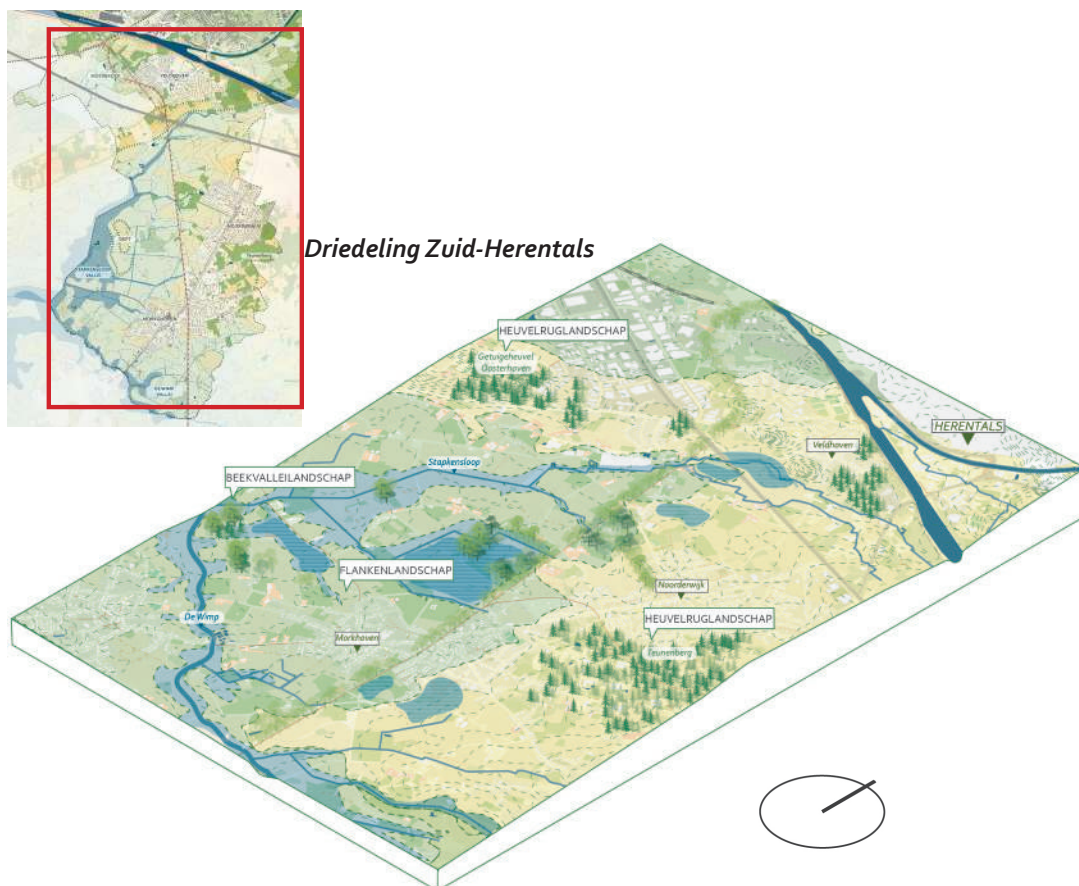 Driedeling Zuid-Herentals
HEUVELRUGLANDSCHAP
Getuigeheuvel
Oosterhoven
HERENTALS
Veldhoven
Stapkensloop
BEEKVALLEILANDSCHAP
FLANKENLANDSCHAP
Noorderwijk
HEUVELRUGLANDSCHAP
Teunenberg
De Wimp
Morkhoven